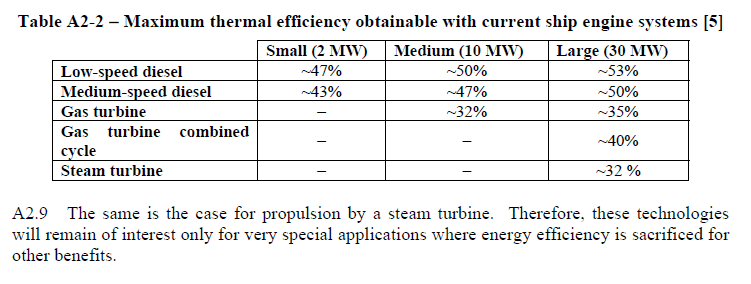 Table A2-2 – Maximum thermal efficiency obtainable with current ship engine systems [5]
Small (2 MW) Medium (10 MW) Large (30 MW)
Low-speed diesel ~47% ~50% ~53%
Medium-speed diesel ~43% ~47% ~50%
Gas turbine – ~32% ~35%
Gas turbine combined
cycle – – ~40%
Steam turbine – – ~32 %
A2.9 The same is the case for propulsion by a steam turbine. Therefore, these technologies
will remain of interest only for very special applications where energy efficiency is sacrificed for
other benefits.